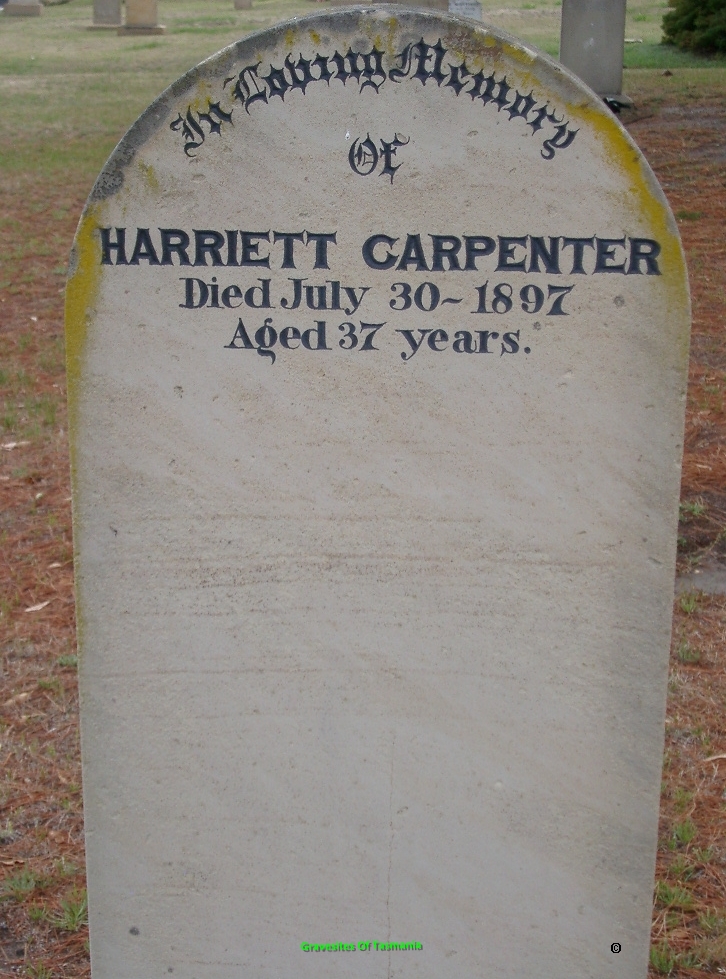 In Loving Memory
Of
HARRIETT CARPENTER
Died July 30~1897
Aged 37 years.
Gravesites Of Tasmania
©